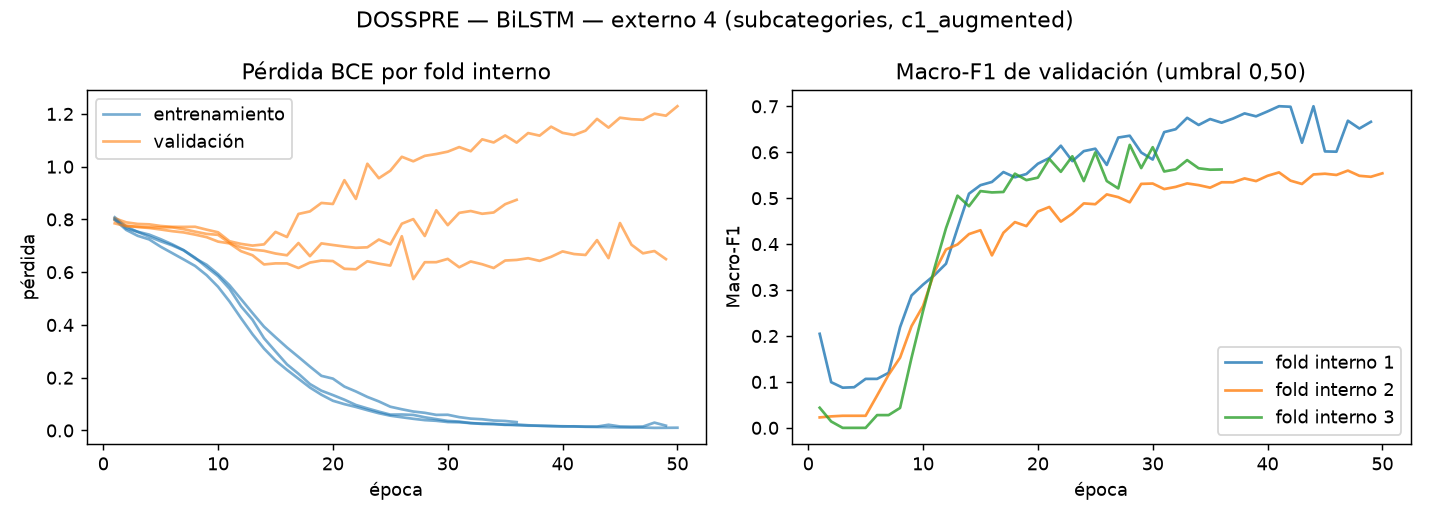 DOSSPRE — BiLSTM — externo 4 (subcategories, c1_augmented)
Pérdida BCE por fold interno
entrenamiento
validación
pérdida
1.2
1.0
0.8
0.6
0.4
0.2
0.0
0
10
20
30
40
50
época
Macro-F1 de validación (umbral 0,50)
Macro-F1
0.7
0.6
0.5
0.4
0.3
0.2
0.1
0.0
fold interno 1
fold interno 2
fold interno 3
0
10
20
30
40
50
época